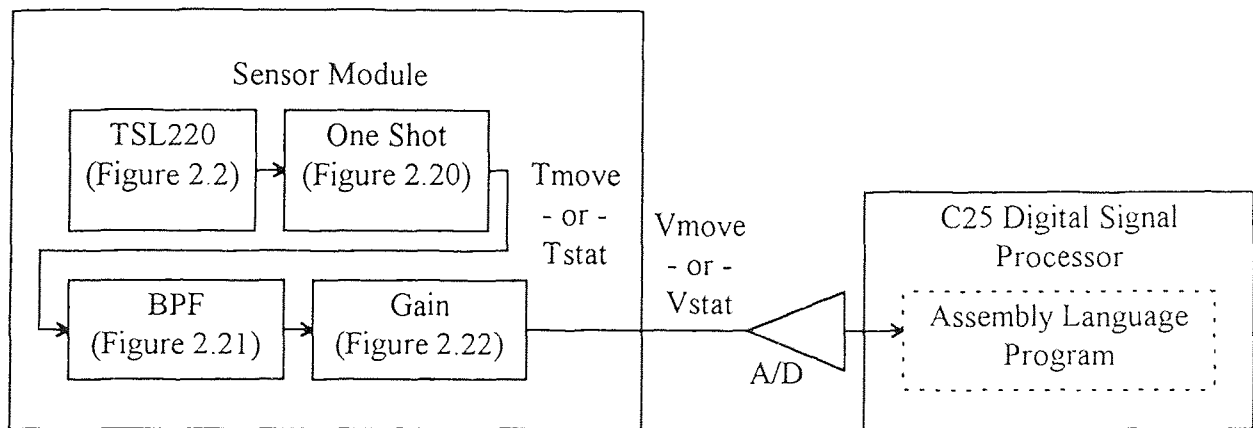 Sensor Module
TSL220
(Figure 2.2)
One Shot
(Figure 2.20)
Tmove
- or -
Tstat
BPF
(Figure 2.21)
Gain
(Figure 2.22)
Vmove
- or -
Vstat
A/D
C25 Digital Signal
Processor
Assembly Language
Program